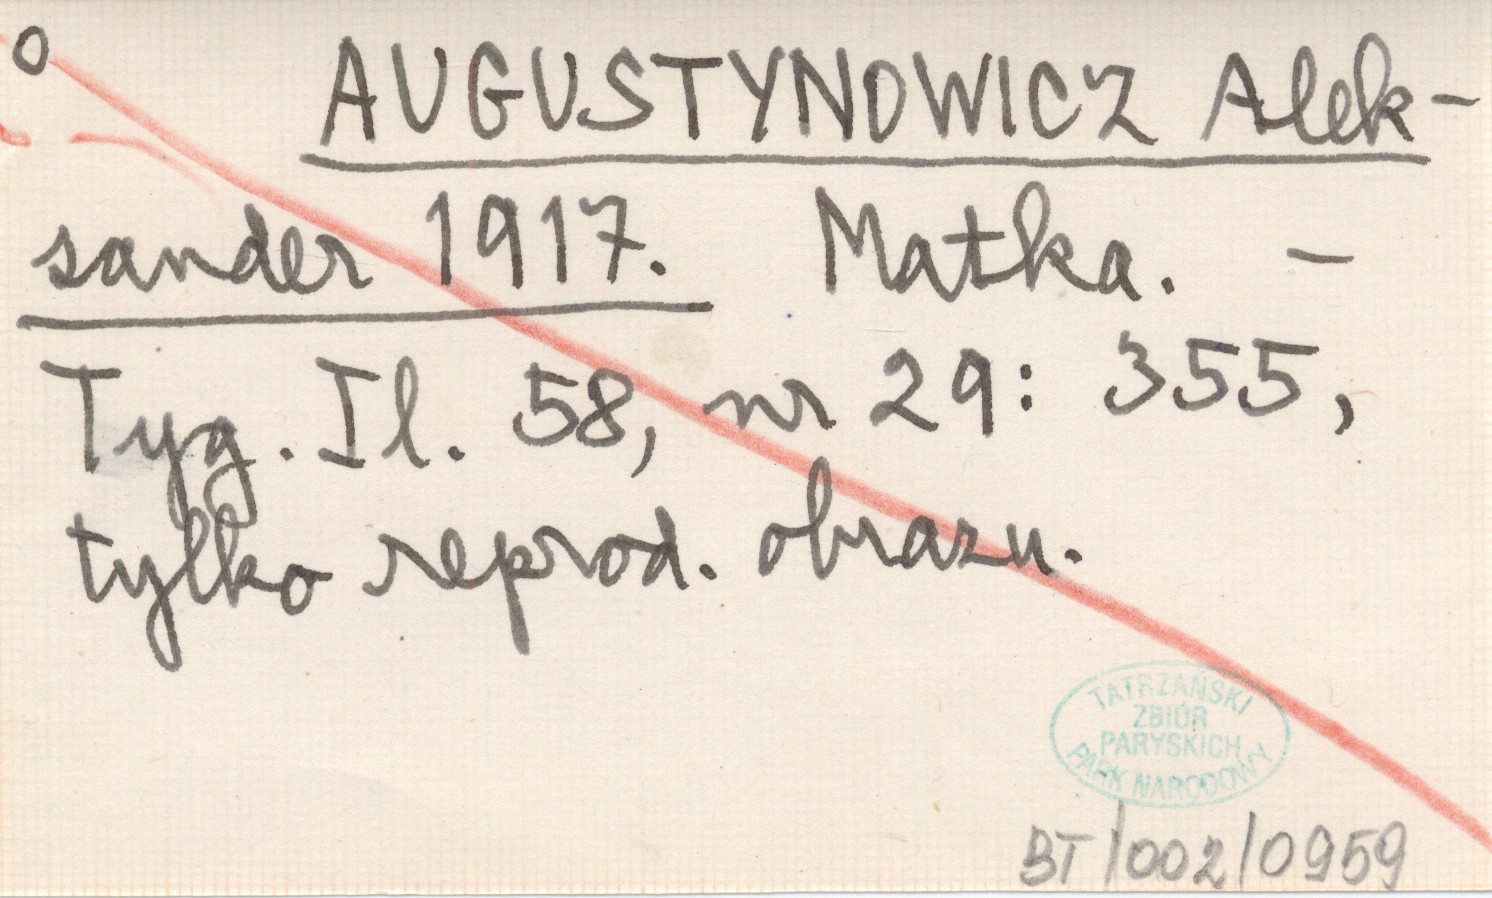 o AUGUSTYNOWICZ Alek-
sander 1917. Matka. -
Tyg. Il. 58, nr 29: 355,
tylko reprod. obrazu.
TATRZAŃSKI
ZBIÓR
PARYSKICH
PARK NARODOWY
BT/002/0959